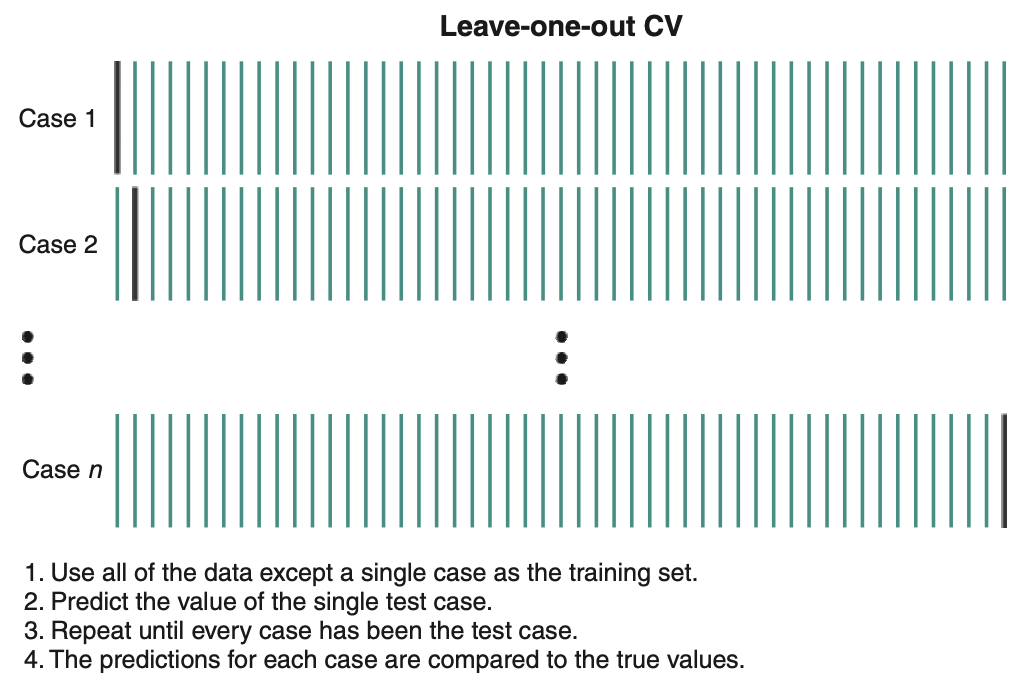 Leave-one-out CV
Case 1
Case 2
Case n
1. Use all of the data except a single case as the training set.
2. Predict the value of the single test case.
3. Repeat until every case has been the test case.
4. The predictions for each case are compared to the true values.